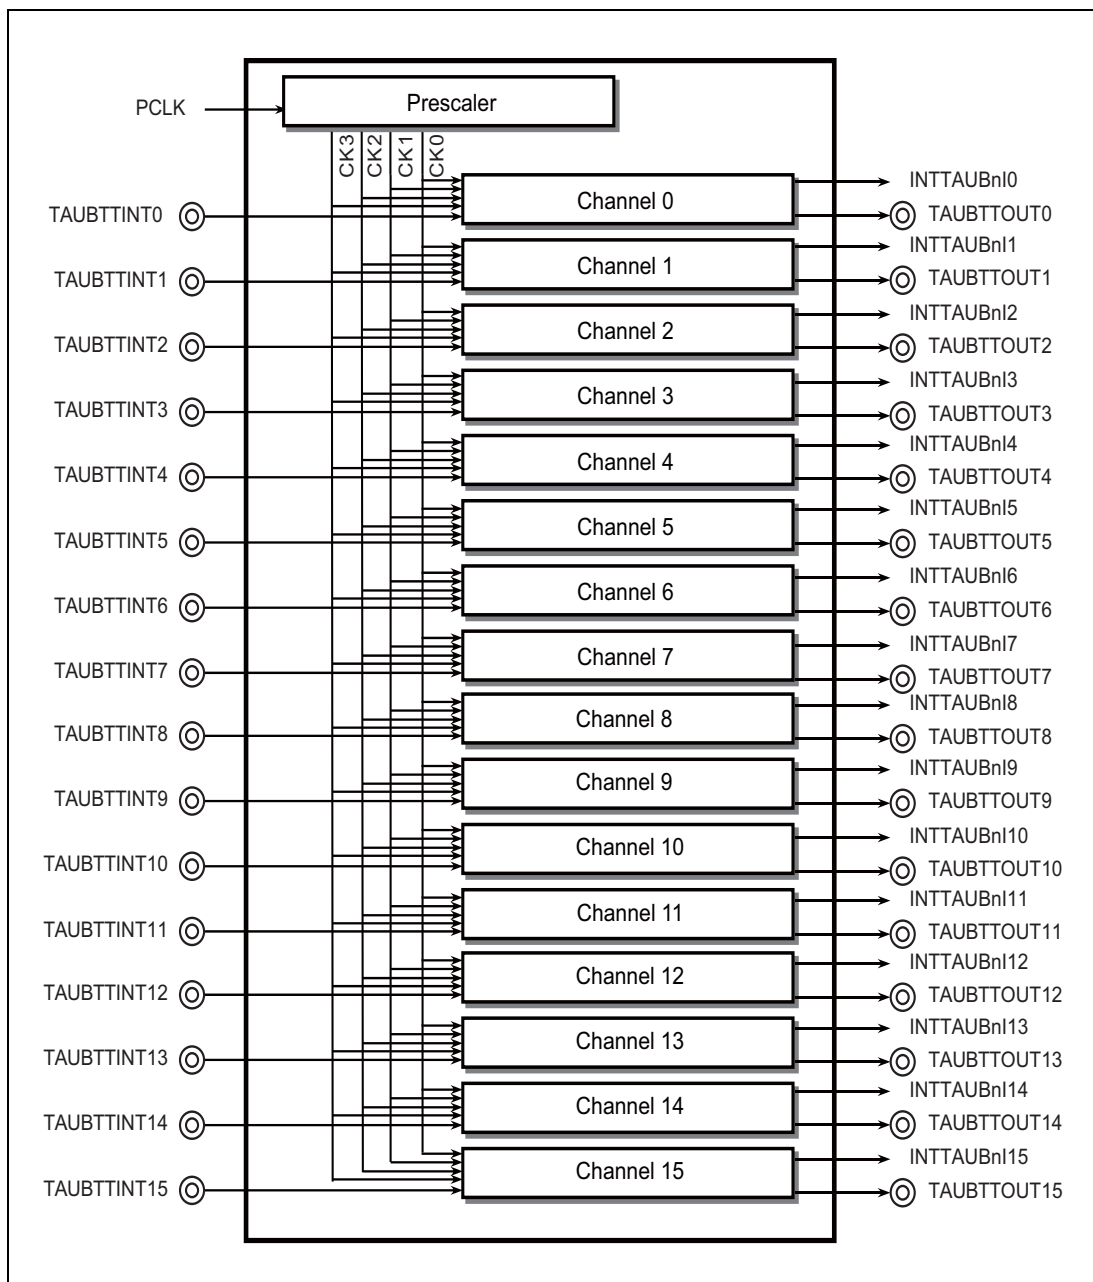 PCLK
Prescaler
CK3
CK2
CK1
CK0
TAUBTTINT0
Channel 0
INTTAUBnI0
TAUBTTOUT0
TAUBTTINT1
Channel 1
INTTAUBnI1
TAUBTTOUT1
TAUBTTINT2
Channel 2
INTTAUBnI2
TAUBTTOUT2
TAUBTTINT3
Channel 3
INTTAUBnI3
TAUBTTOUT3
TAUBTTINT4
Channel 4
INTTAUBnI4
TAUBTTOUT4
TAUBTTINT5
Channel 5
INTTAUBnI5
TAUBTTOUT5
TAUBTTINT6
Channel 6
INTTAUBnI6
TAUBTTOUT6
TAUBTTINT7
Channel 7
INTTAUBnI7
TAUBTTOUT7
TAUBTTINT8
Channel 8
INTTAUBnI8
TAUBTTOUT8
TAUBTTINT9
Channel 9
INTTAUBnI9
TAUBTTOUT9
TAUBTTINT10
Channel 10
INTTAUBnI10
TAUBTTOUT10
TAUBTTINT11
Channel 11
INTTAUBnI11
TAUBTTOUT11
TAUBTTINT12
Channel 12
INTTAUBnI12
TAUBTTOUT12
TAUBTTINT13
Channel 13
INTTAUBnI13
TAUBTTOUT13
TAUBTTINT14
Channel 14
INTTAUBnI14
TAUBTTOUT14
TAUBTTINT15
Channel 15
INTTAUBnI15
TAUBTTOUT15